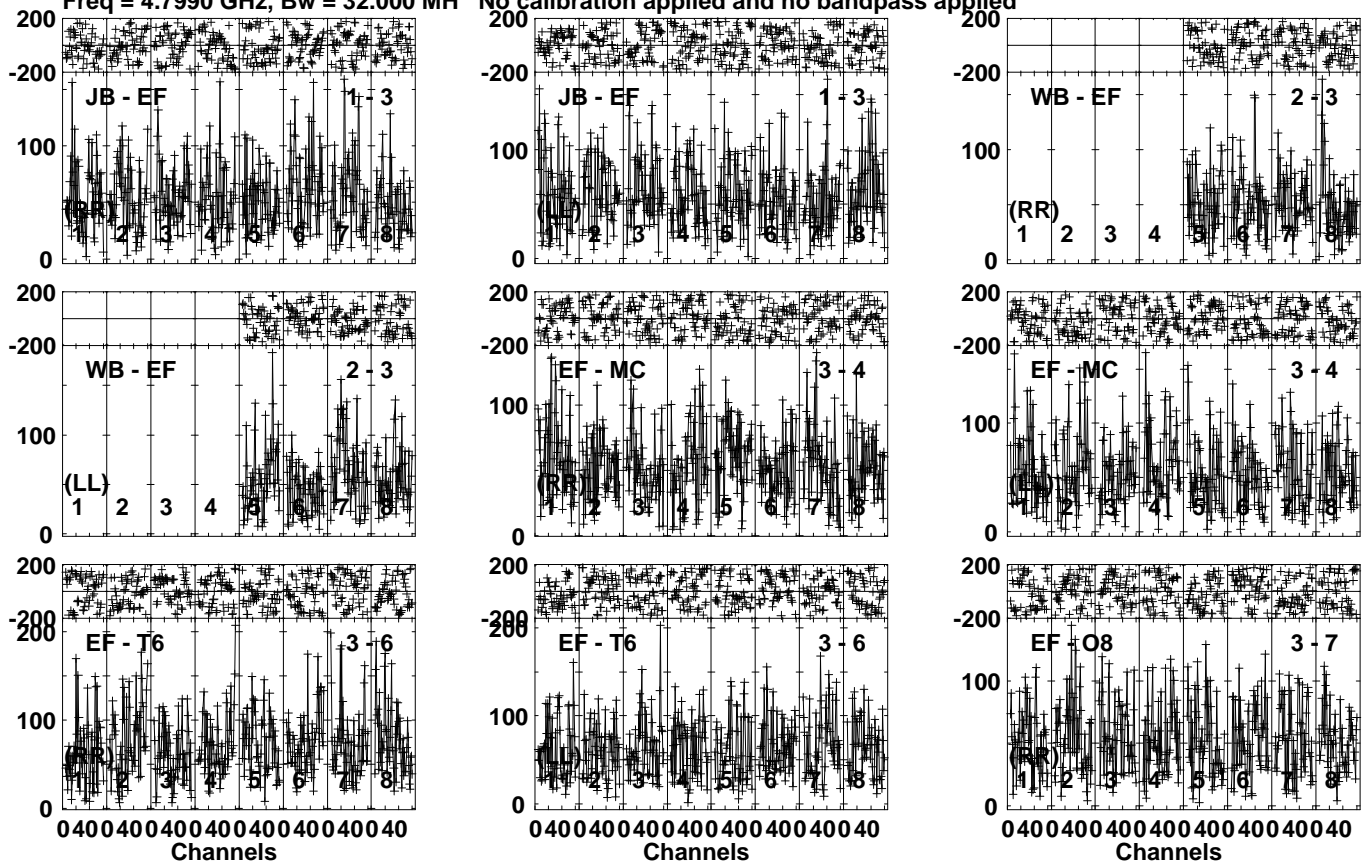 Freq = 4.7990 GHz, Bw = 32.000 MH No calibration applied and no bandpass applied
200 200 200
-200 -200 -200
JB - EF 1 - 3 JB - EF 1 - 3 WB - EF 2 - 3
100 100 100
(RR) (LL) (RR)
1 2 3 4 5 6 7 8 1 2 3 4 5 6 7 8 1 2 3 4 5 6 7 8
0 0 0
200 200 200
-200 -200 -200
WB - EF 2 - 3 EF - MC 3 - 4 EF - MC 3 - 4
100 100 100
(LL) (RR) (LL)
1 2 3 4 5 6 7 8 1 2 3 4 5 6 7 8 1 2 3 4 5 6 7 8
0 0 0
200 200 200
-200 -200 -200
200 200
EF - T6 3 - 6 EF - T6 3 - 6 EF - O8 3 - 7
100 100 100
(RR) (LL) (RR)
1 2 3 4 5 6 7 8 1 2 3 4 5 6 7 8 1 2 3 4 5 6 7 8
0 0 0
0 40 0 40 0 40 0 40 0 40 0 40 0 40 0 40 0 40 0 40 0 40 0 40 0 40 0 40 0 40 0 40 0 40 0 40 0 40 0 40 0 40 0 40 0 40 0 40
Channels Channels Channels